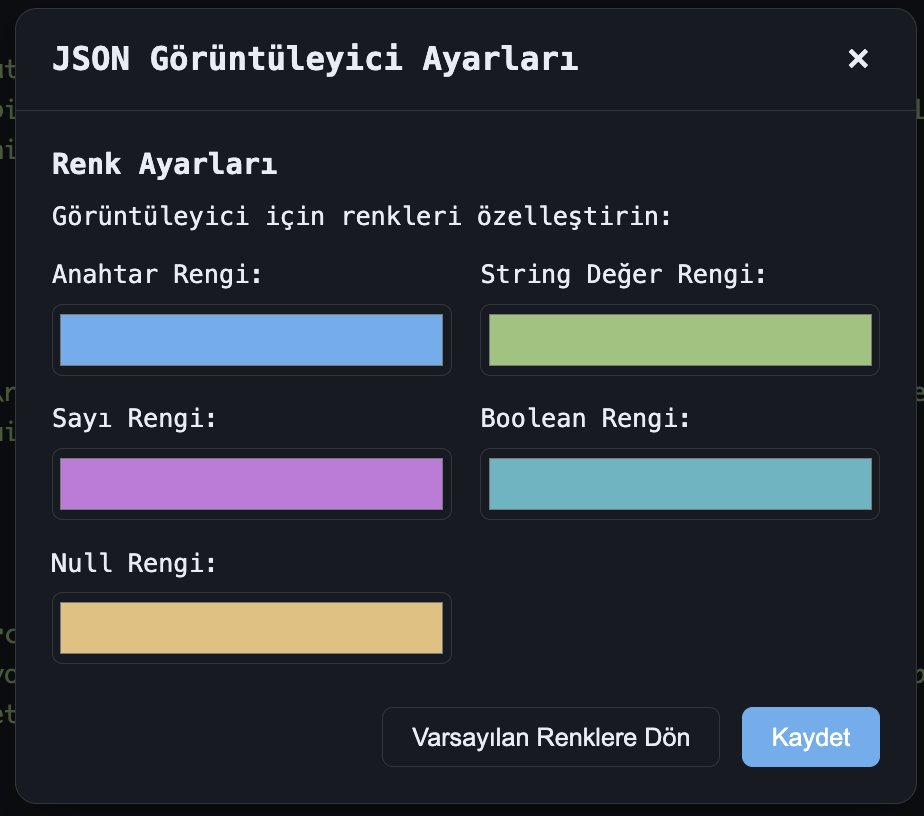 JSON Görüntüleyici Ayarları
Renk Ayarları
Görüntüleyici için renkleri özelleştirin:
Anahtar Rengi:
String Değer Rengi:
Sayı Rengi:
Boolean Rengi:
Null Rengi:
Varsayılan Renklere Dön
Kaydet